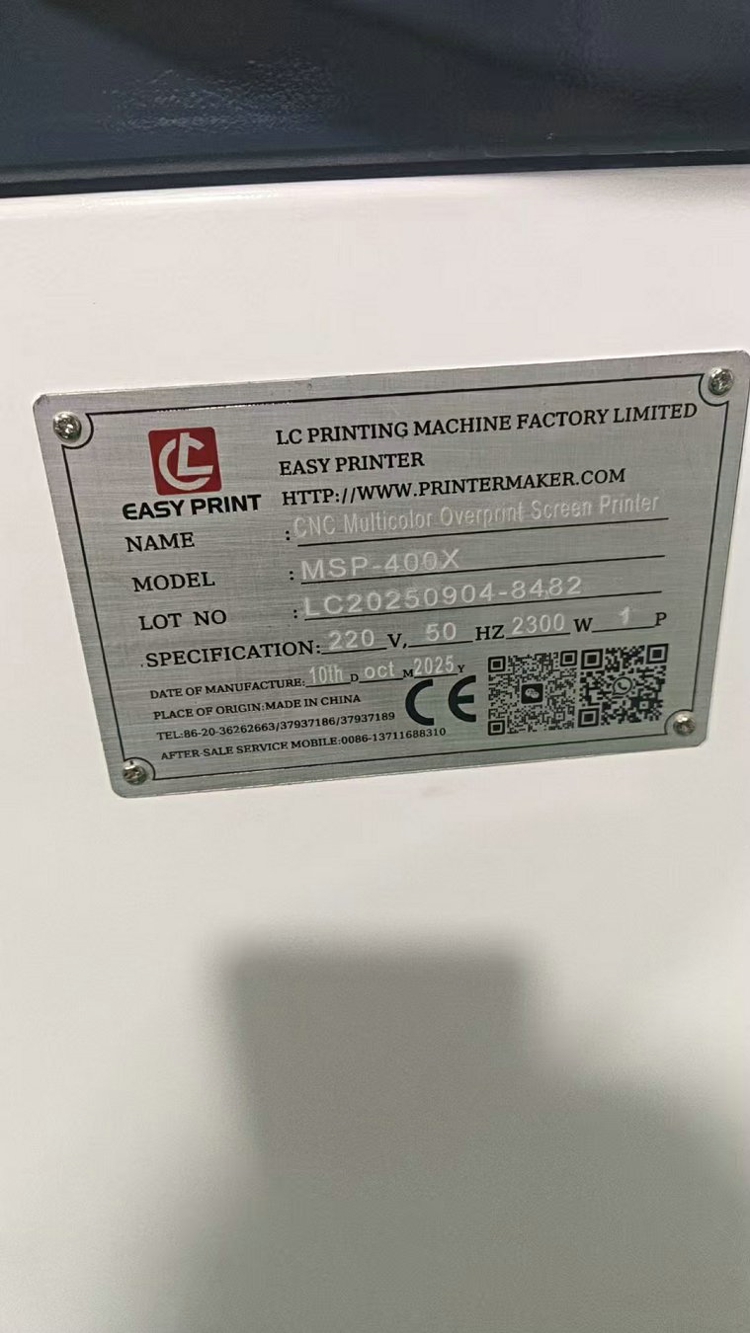 LC PRINTING MACHINE FACTORY LIMITED
EASY PRINTER
HTTP://WWW.PRINTERMAKER.COM
EASY PRINT
NAME :CNC Multicolor Overprint Screen Printer
MODEL :MSP-400X
LOT NO :LC20250904-8482
SPECIFICATION:220 V, 50 HZ 2300 W 1 P
DATE OF MANUFACTURE: 10th D oct M 2025 Y
PLACE OF ORIGIN:MADE IN CHINA
TEL:86-20-36262663/37937186/37937189
AFTER SALE SERVICE MOBILE:0086-13711688310
CE